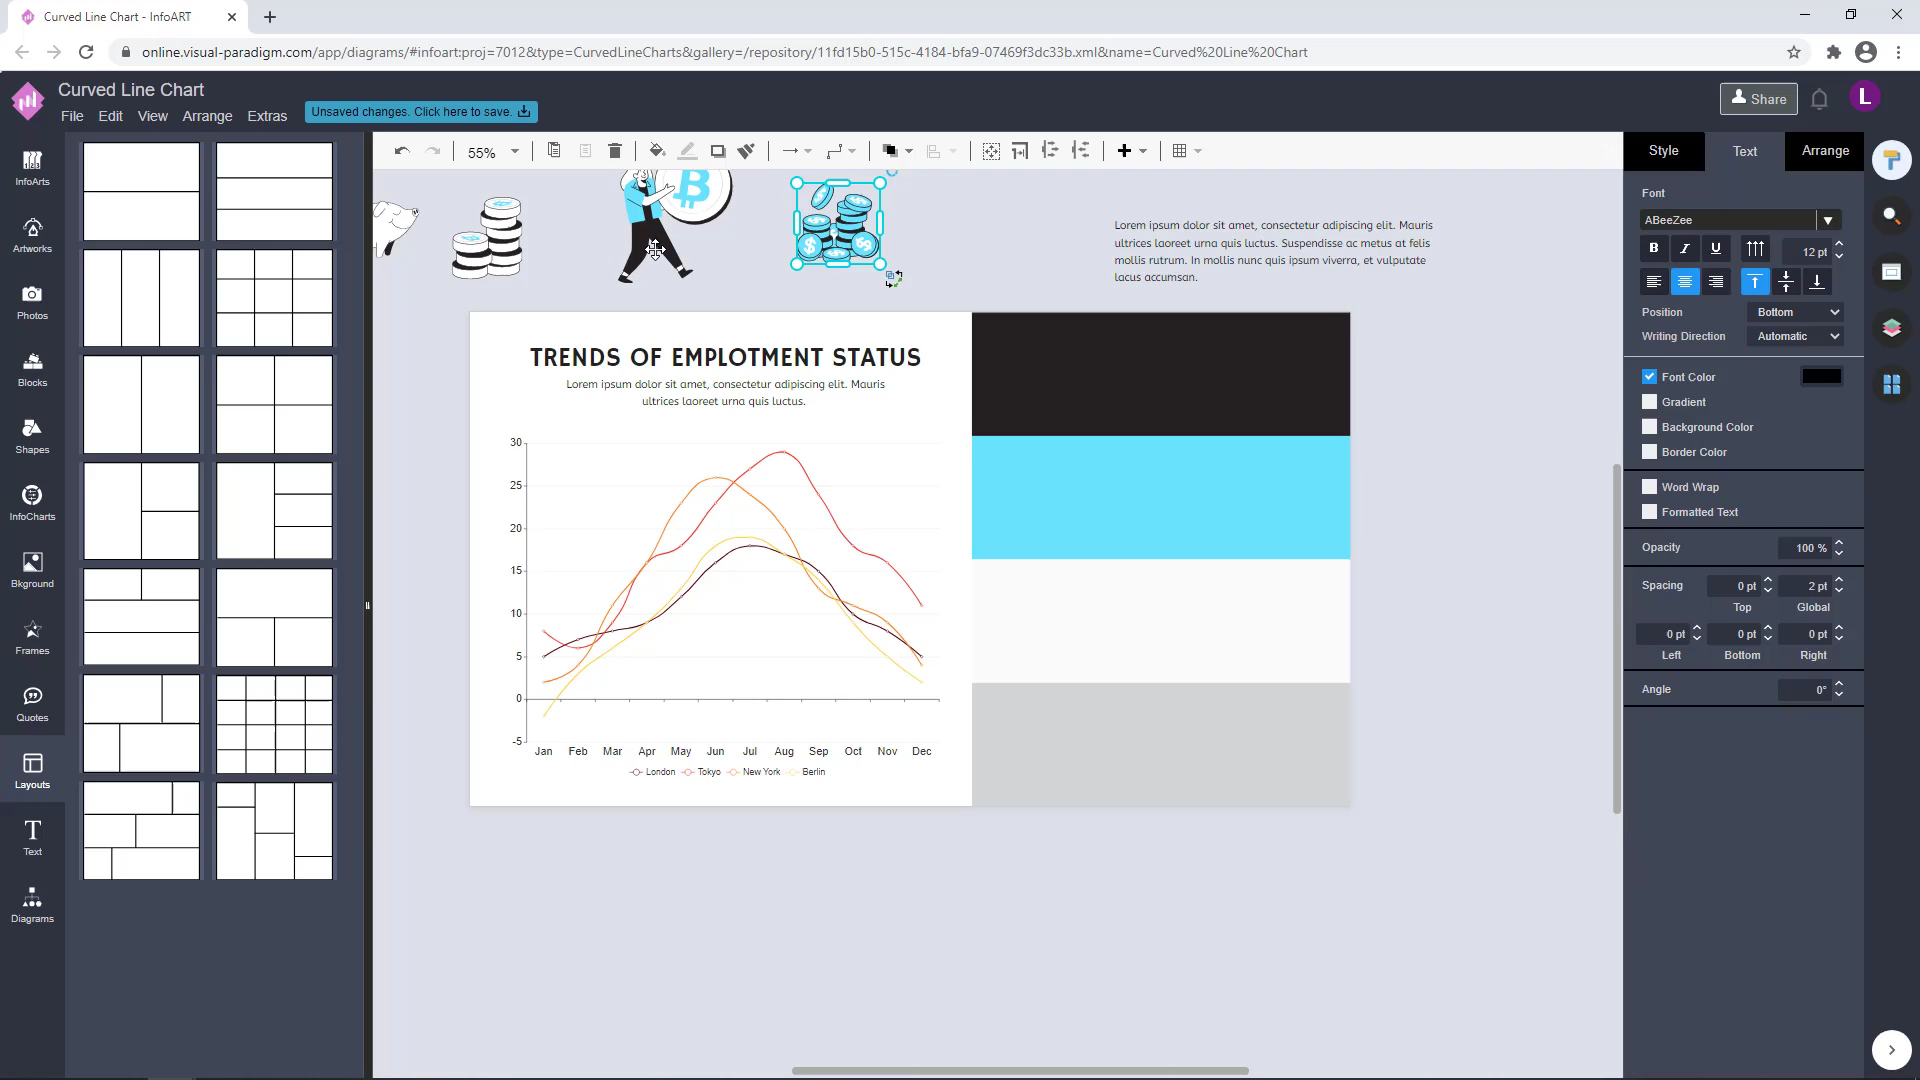 Curved Line Chart - InfoART
online.visual-paradigm.com/app/diagrams/#infoart:proj=7012&type=CurvedLineCharts&gallery=/repository/11fd15b0-515c-4184-bfa9-07469f3dc33b.xml&name=Curved%20Line%20Chart
Curved Line Chart
File Edit View Arrange Extras
Unsaved changes. Click here to save.
Share
L
InfoArts
Artworks
Photos
Blocks
Shapes
InfoCharts
Bkground
Frames
Quotes
Layouts
Text
Diagrams
55%
Lorem ipsum dolor sit amet, consectetur adipiscing elit. Mauris
ultrices laoreet urna quis luctus. Suspendisse ac metus at felis
mollis rutrum. In mollis nunc quis ipsum viverra, et vulputate
lacus accumsan.
TRENDS OF EMPLOTMENT STATUS
Lorem ipsum dolor sit amet, consectetur adipiscing elit. Mauris
ultrices laoreet urna quis luctus.
30
25
20
15
10
5
0
-5
Jan Feb Mar Apr May Jun Jul Aug Sep Oct Nov Dec
London Tokyo New York Berlin
Style Text Arrange
Font
ABeeZee
B I U 12 pt
Position Bottom
Writing Direction Automatic
Font Color
Gradient
Background Color
Border Color
Word Wrap
Formatted Text
Opacity 100 %
Spacing 0 pt 2 pt
Top Global
0 pt 0 pt 0 pt
Left Bottom Right
Angle 0°